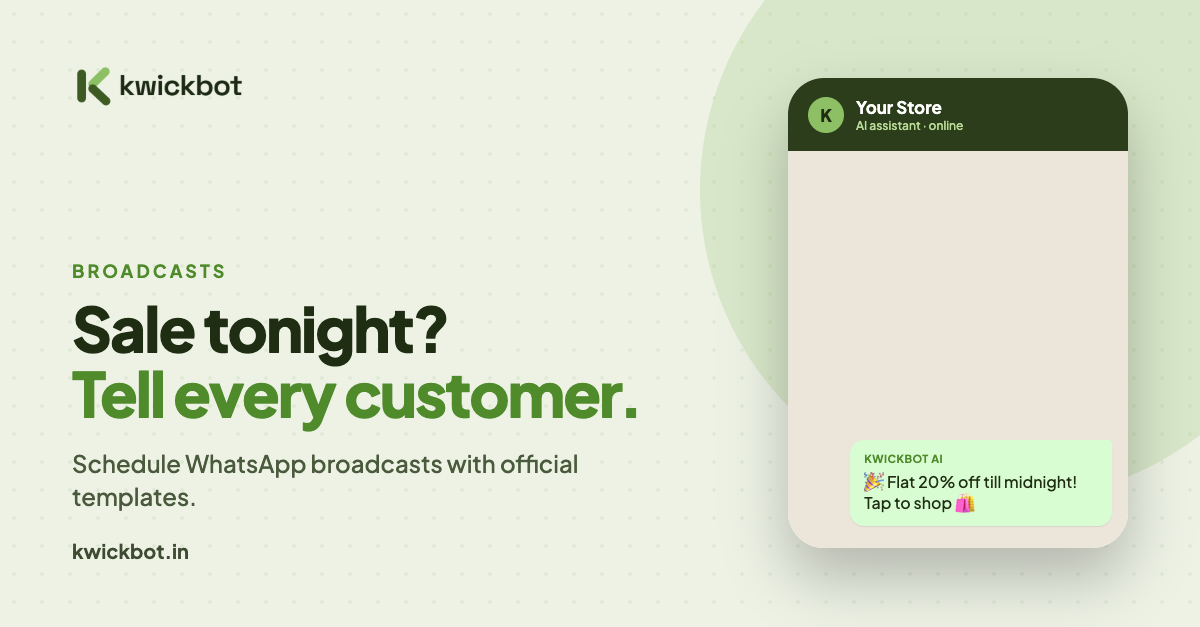 kwickbot
BROADCASTS
Sale tonight?
Tell every customer.
Schedule WhatsApp broadcasts with official
templates.
kwickbot.in
K
Your Store
AI assistant · online
KWICKBOT AI
🎉 Flat 20% off till midnight!
Tap to shop 🛍️